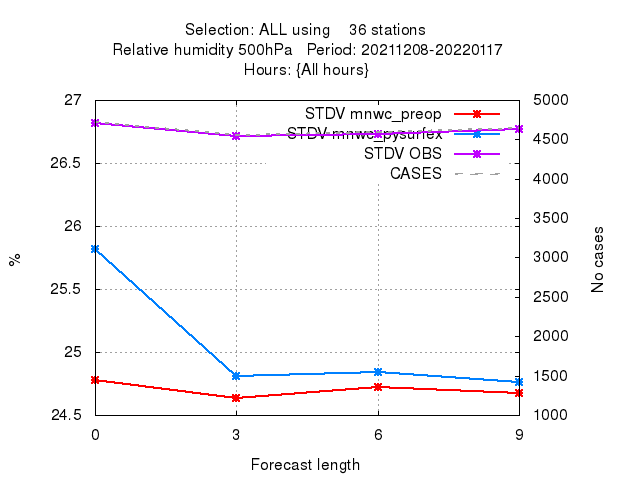 Selection: ALL using 36 stations
Relative humidity 500hPa Period: 20211208-20220117
Hours: {All hours}
27 5000
STDV mnwc_preop
STDV mnwc_pysurfex
4500
26.5 STDV OBS
CASES 4000
26 3500
% No cases
3000
25.5 2500
2000
25 1500
24.5 1000
0 3 6 9
Forecast length